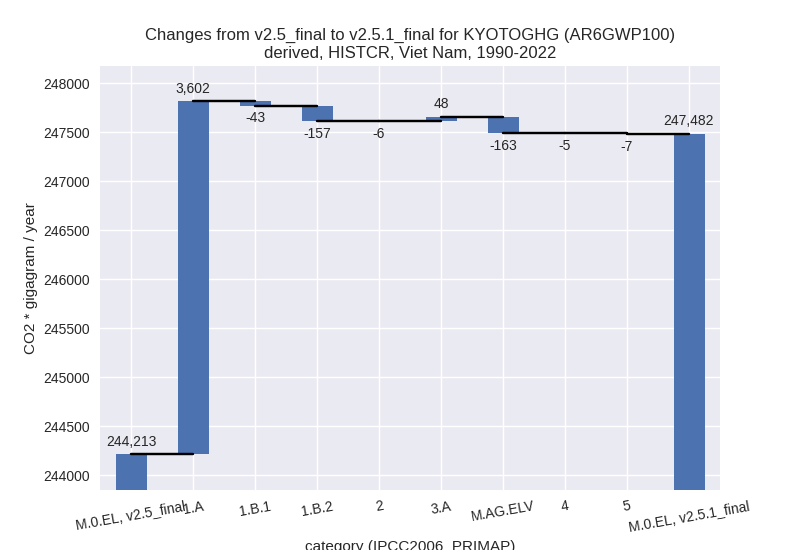 Changes from v2.5_final to v2.5.1_final for KYOTOGHG (AR6GWP100)
derived, HISTCR, Viet Nam, 1990-2022
CO2 * gigagram / year
248000
247500
247000
246500
246000
245500
245000
244500
244000
244,213
3,602
-43
-157
-6
48
-163
-5
-7
247,482
M.0.EL, v2.5_final
1.A
1.B.1
1.B.2
2
3.A
M.AG.ELV
4
5
M.0.EL, v2.5.1_final
category (IPCC2006_PRIMAP)